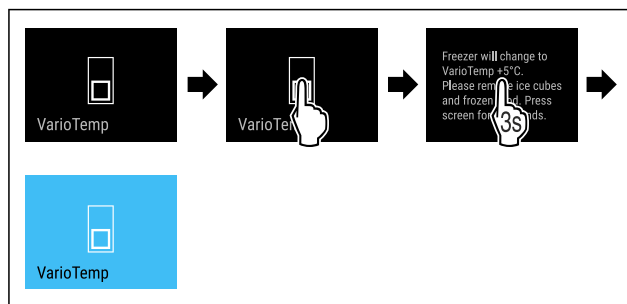 VarioTemp
Freezer will change to
VarioTemp +5°C.
Please ice cubes
and frozen Press
screen for
3s
VarioTemp